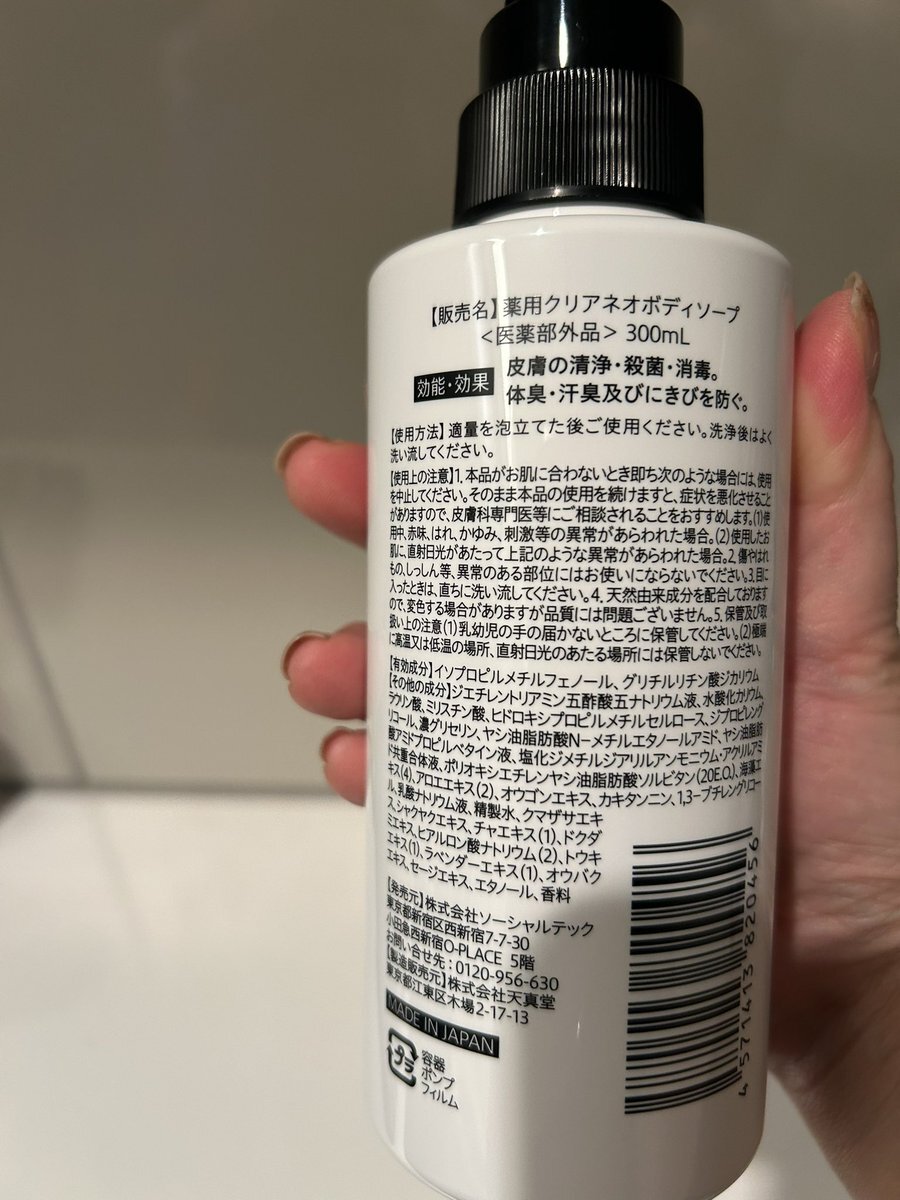 【販売名】薬用クリアネオボディソープ
<医薬部外品> 300mL
効能・効果 皮膚の清浄・殺菌・消毒。
体臭・汗臭及びにきびを防ぐ。
【使用方法】適量を泡立てた後ご使用ください。洗浄後はよく
洗い流してください。
【使用上の注意】1. 本品がお肌に合わないとき即ち次のような場合には、使用
を中止してください。そのまま本品の使用を続けますと、症状を悪化させること
がありますので、皮膚科専門医等にご相談されることをおすすめします。(1)使
用中、赤味、はれ、かゆみ、刺激等の異常があらわれた場合。(2)使用したお
肌に、直射日光があたって上記のような異常があらわれた場合。2. 傷やはれ
もの、しっしん等、異常のある部位にはお使いにならないでください。3. 目に
入ったときは、直ちに洗い流してください。4. 天然由来成分を配合しております
ので、変色する場合がありますが品質には問題ございません。5. 保管及び取
扱い上の注意(1)乳幼児の手の届かないところに保管してください。(2)極端
に高温又は低温の場所、直射日光のあたる場所には保管しないでください。
【有効成分】イソプロピルメチルフェノール、グリチルリチン酸ジカリウム
【その他の成分】ジエチレントリアミン五酢酸五ナトリウム液、水酸化カリウム、
ラウリン酸、ミリスチン酸、ヒドロキシプロピルメチルセルロース、ジプロピレング
リコール、濃グリセリン、ヤシ油脂肪酸N−メチルエタノールアミド、ヤシ油脂肪
酸アミドプロピルベタイン液、塩化ジメチルジアリルアンモニウム・アクリルアミ
ド共重合体液、ポリオキシエチレンヤシ油脂肪酸ソルビタン(20E.O.)、海藻エ
キス(4)、アロエエキス(2)、オウゴンエキス、カキタンニン、1,3−ブチレングリコー
ル、乳酸ナトリウム液、精製水、クマザサエキ
ス、シャクヤクエキス、チャエキス(1)、ドクダ
ミエキス、ヒアルロン酸ナトリウム(2)、トウキ
エキス(1)、ラベンダーエキス(1)、オウバク
エキス、セージエキス、エタノール、香料
【発売元】株式会社ソーシャルテック
東京都新宿区西新宿7-7-30
小田急西新宿O-PLACE 5階
お問い合せ先：0120-956-630
【製造販売元】株式会社天真堂
東京都江東区木場2-17-13
MADE IN JAPAN
プラ
容器
ポンプ
フィルム
4 571413 820456